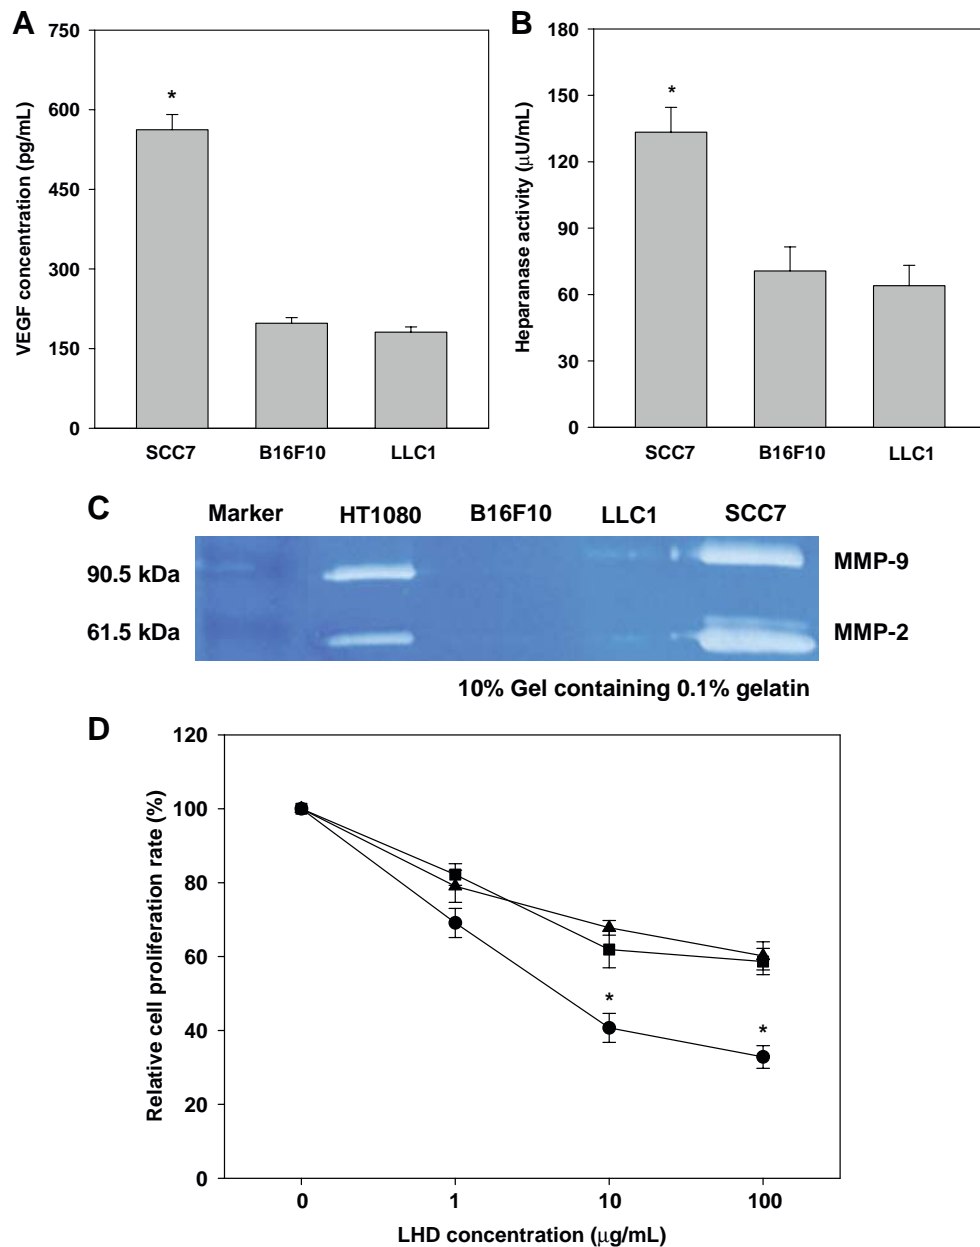 A
VEGF concentration (pg/mL)
750
600
450
300
150
0
*
SCC7 B16F10 LLC1
B
Heparanase activity (μU/mL)
180
150
120
90
60
30
0
*
SCC7 B16F10 LLC1
C
Marker HT1080 B16F10 LLC1 SCC7
90.5 kDa MMP-9
61.5 kDa MMP-2
10% Gel containing 0.1% gelatin
D
Relative cell proliferation rate (%)
120
100
80
60
40
20
0
*
*
0 1 10 100
LHD concentration (μg/mL)